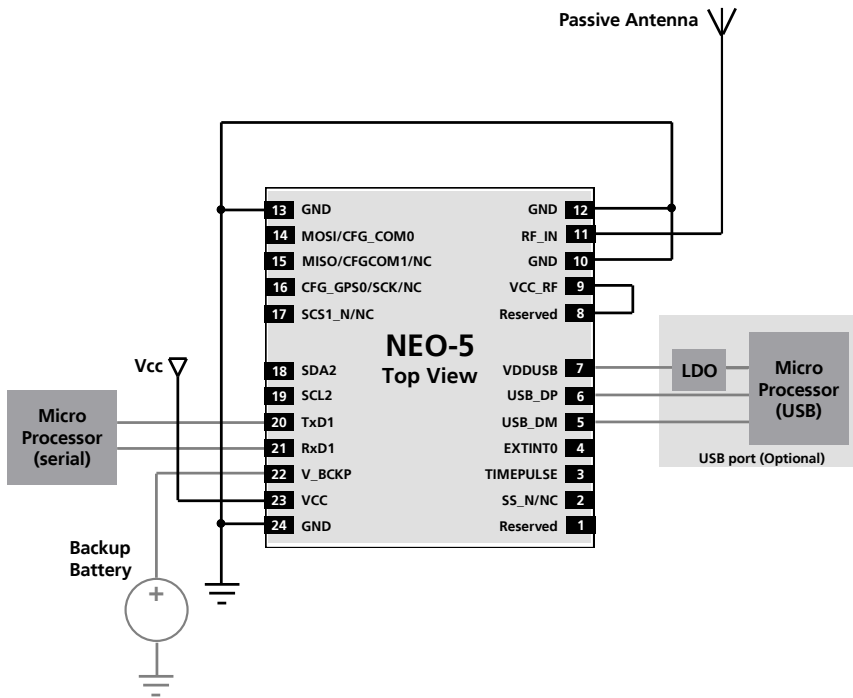 Passive Antenna
13 GND
14 MOSI/CFG_COM0
15 MISO/CFGCOM1/NC
16 CFG_GPS0/SCK/NC
17 SCS1_N/NC
18 SDA2
19 SCL2
20 TxD1
21 RxD1
22 V_BCKP
23 VCC
24 GND
NEO-5
Top View
GND 12
RF_IN 11
GND 10
VCC_RF 9
Reserved 8
VDDUSB 7
USB_DP 6
USB_DM 5
EXTINT0 4
TIMEPULSE 3
SS_N/NC 2
Reserved 1
Vcc
Micro
Processor
(serial)
Backup
Battery
+
LDO
Micro
Processor
(USB)
USB port (Optional)